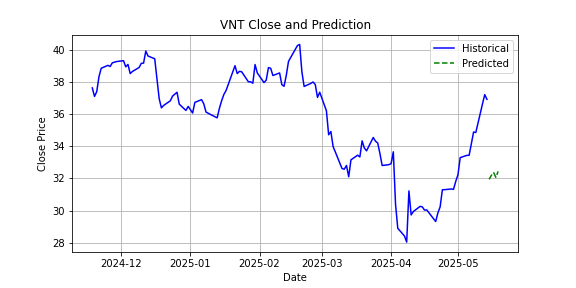 VNT Close and Prediction
Historical
Predicted
Close Price
40
38
36
34
32
30
28
2024-12
2025-01
2025-02
2025-03
2025-04
2025-05
Date